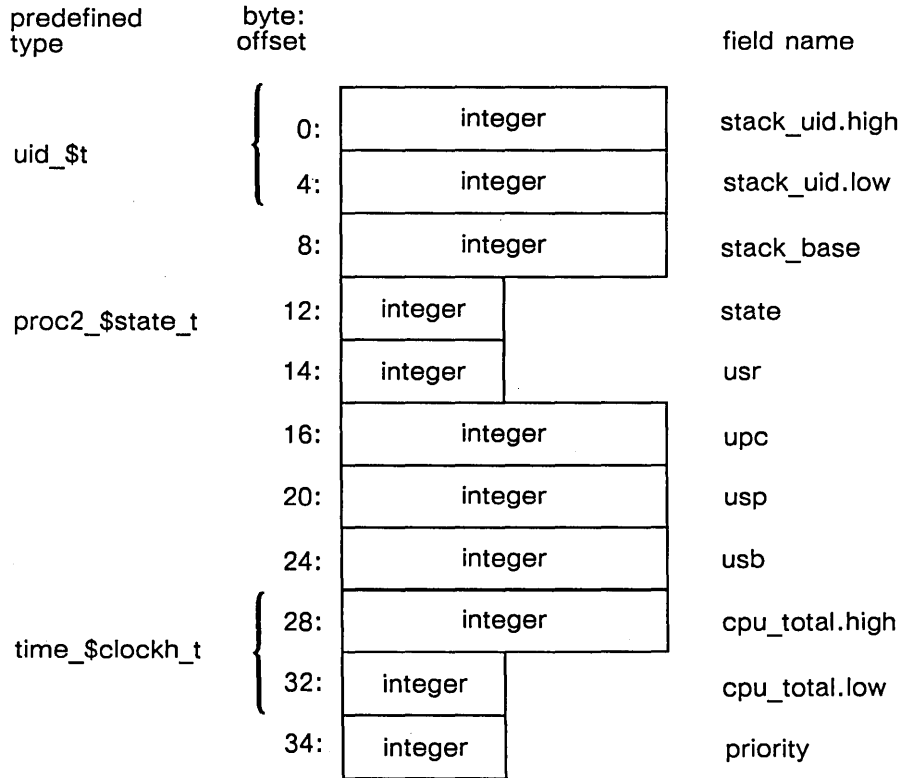 predefined type byte: offset field name
uid_$t
0: integer stack_uid.high
4: integer stack_uid.low
8: integer stack_base
proc2_$state_t 12: integer state
14: integer usr
16: integer upc
20: integer usp
24: integer usb
time_$clockh_t
28: integer cpu_total.high
32: integer cpu_total.low
34: integer priority